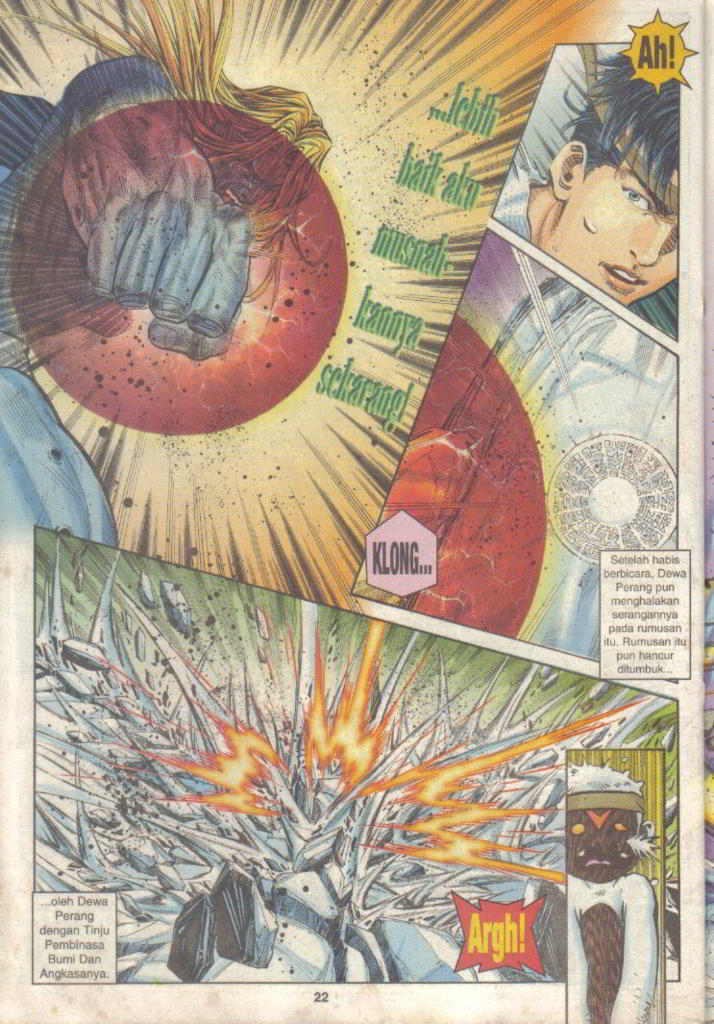 Ah!
...lebih
baik aku
musnah-
kannya
sekarang!
KLONG...
Setelah habis
berbicara, Dewa
Perang pun
menghalakan
serangannya
pada rumusan
itu. Rumusan itu
pun hancur
ditumbuk...
...oleh Dewa
Perang
dengan Tinju
Pembinasa
Bumi Dan
Angkasanya.
Argh!
22